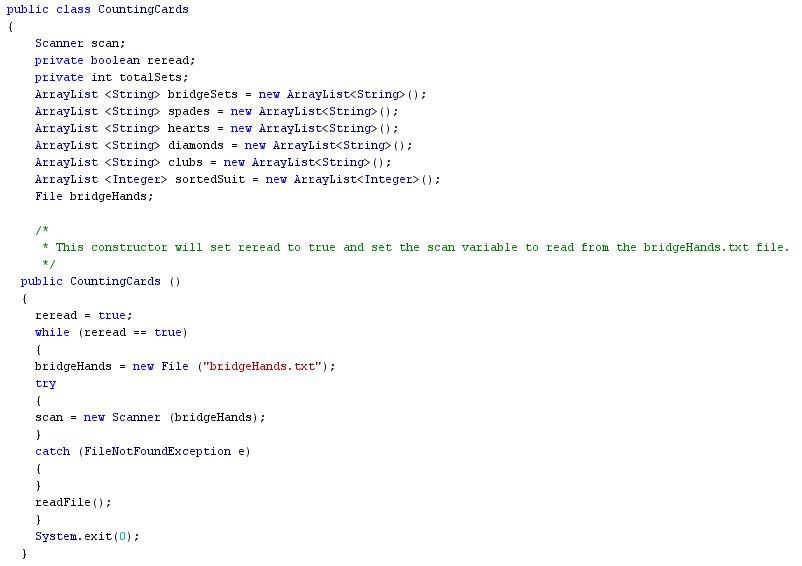 public class CountingCards
{
    Scanner scan;
    private boolean reread;
    private int totalSets;
    ArrayList <String> bridgeSets = new ArrayList<String>();
    ArrayList <String> spades = new ArrayList<String>();
    ArrayList <String> hearts = new ArrayList<String>();
    ArrayList <String> diamonds = new ArrayList<String>();
    ArrayList <String> clubs = new ArrayList<String>();
    ArrayList <Integer> sortedSuit = new ArrayList<Integer>();
    File bridgeHands;

    /*
     * This constructor will set reread to true and set the scan variable to read from the bridgeHands.txt file.
     */
  public CountingCards ()
  {
    reread = true;
    while (reread == true)
    {
    bridgeHands = new File ("bridgeHands.txt");
    try
    {
    scan = new Scanner (bridgeHands);
    }
    catch (FileNotFoundException e)
    {
    }
    readFile();
    }
    System.exit(0);
  }